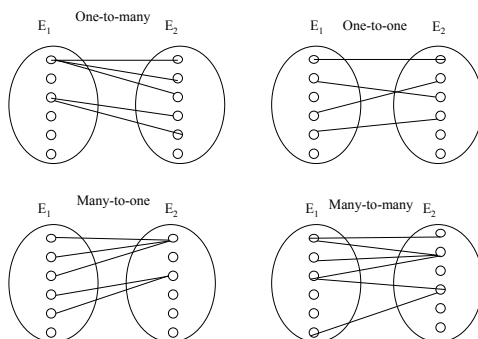 One-to-many
E1 E2
One-to-one
E1 E2
Many-to-one
E1 E2
Many-to-many
E1 E2